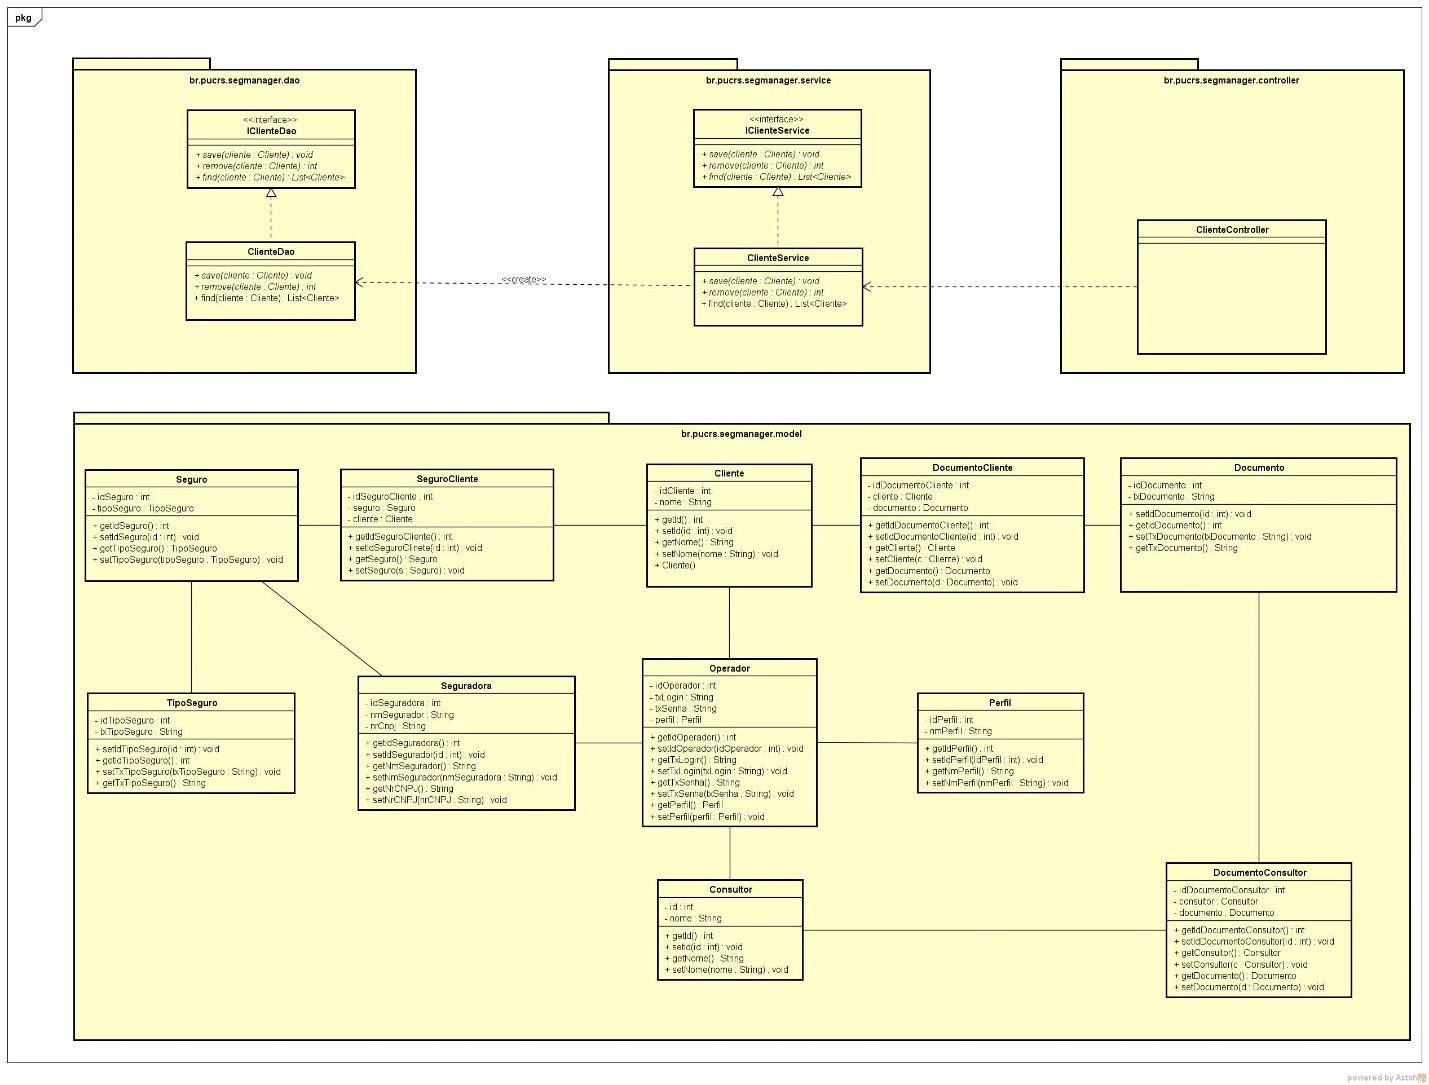 pkg
br.pucrs.segmanager.dao
<<interface>>
IClienteDao
+ save(cliente : Cliente) : void
+ remove(cliente : Cliente) : int
+ find(cliente : Cliente) : List<Cliente>
ClienteDao
+ save(cliente : Cliente) : void
+ remove(cliente : Cliente) : int
+ find(cliente : Cliente) : List<Cliente>
<<create>>
br.pucrs.segmanager.service
<<interface>>
IClienteService
+ save(cliente : Cliente) : void
+ remove(cliente : Cliente) : int
+ find(cliente : Cliente) : List<Cliente>
ClienteService
+ save(cliente : Cliente) : void
+ remove(cliente : Cliente) : int
+ find(cliente : Cliente) : List<Cliente>
br.pucrs.segmanager.controller
ClienteController
br.pucrs.segmanager.model
Seguro
- idSeguro : int
- tipoSeguro : TipoSeguro
+ getIdSeguro() : int
+ setIdSeguro(id : int) : void
+ getTipoSeguro() : TipoSeguro
+ setTipoSeguro(tipoSeguro : TipoSeguro) : void
SeguroCliente
- idSeguroCliente : int
- seguro : Seguro
- cliente : Cliente
+ getIdSeguroCliente() : int
+ setIdSeguroClinete(id : int) : void
+ getSeguro() : Seguro
+ setSeguro(s : Seguro) : void
Cliente
- idCliente : int
- nome : String
+ getId() : int
+ setId(id : int) : void
+ getNome() : String
+ setNome(nome : String) : void
+ Cliente()
DocumentoCliente
- idDocumentoCliente : int
- cliente : Cliente
- documento : Documento
+ getIdDocumentoCliente() : int
+ setIdDocumentoCliente(id : int) : void
+ getCliente() : Cliente
+ setCliente(c : Cliente) : void
+ getDocumento() : Documento
+ setDocumento(d : Documento) : void
Documento
- idDocumento : int
- txDocumento : String
+ setIdDocumento(id : int) : void
+ getidDocumento() : int
+ setTxDocumento(txDocumento : String) : void
+ getTxDocumento() : String
TipoSeguro
- idTipoSeguro : int
- txTipoSeguro : String
+ setIdTipoSeguro(id : int) : void
+ getIdTipoSeguro() : int
+ setTxTipoSeguro(txTipoSeguro : String) : void
+ getTxTipoSeguro() : String
Seguradora
- idSeguradora : int
- nmSegurador : String
- nrCnpj : String
+ getIdSeguradora() : int
+ setIdSegurador(id : int) : void
+ getNmSegurador() : String
+ setNmSegurador(nmSeguradora : String) : void
+ getNrCNPJ() : String
+ setNrCNPJ(nrCNPJ : String) : void
Operador
- idOperador : int
- txLogin : String
- txSenha : String
- perfil : Perfil
+ getIdOperador() : int
+ setIdOperador(idOperador : int) : void
+ getTxLogin() : String
+ setTxLogin(txLogin : String) : void
+ getTxSenha() : String
+ setTxSenha(txSenha : String) : void
+ getPerfil() : Perfil
+ setPerfil(perfil : Perfil) : void
Perfil
- idPerfil : int
- nmPerfil : String
+ getIdPerfil() : int
+ setIdPerfil(idPerfil : int) : void
+ getNmPerfil() : String
+ setNmPerfil(nmPerfil : String) : void
Consultor
- id : int
- nome : String
+ getId() : int
+ setId(id : int) : void
+ getNome() : String
+ setNome(nome : String) : void
DocumentoConsultor
- idDocumentoConsultor : int
- consultor : Consultor
- documento : Documento
+ getIdDocumentoConsultor() : int
+ setIdDocumentoConsultor(id : int) : void
+ getConsultor() : Consultor
+ setConsultor(c : Consultor) : void
+ getDocumento() : Documento
+ setDocumento(d : Documento) : void
powered by Astah